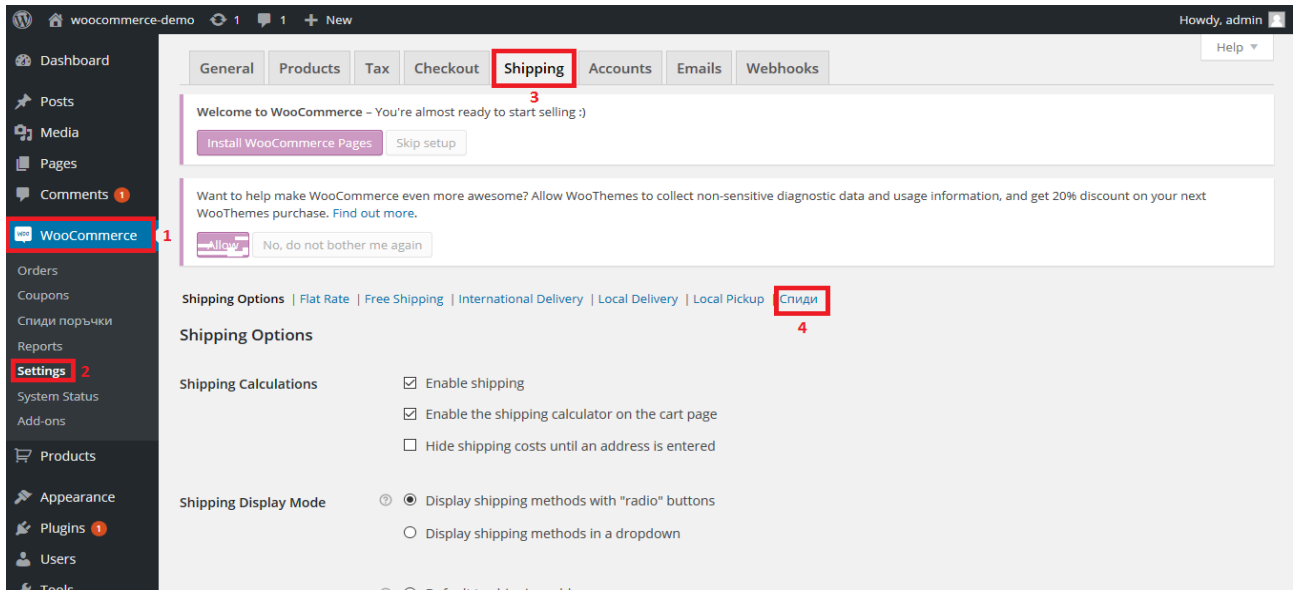 woocommerce-demo 1 1 + New Howdy, admin
Help
Dashboard
Posts
Media
Pages
Comments 1
WooCommerce 1
Orders
Coupons
Спиди поръчки
Reports
Settings 2
System Status
Add-ons
Products
Appearance
Plugins 1
Users
Tools
General Products Tax Checkout Shipping Accounts Emails Webhooks
3
Welcome to WooCommerce – You're almost ready to start selling :)
Install WooCommerce Pages Skip setup
Want to help make WooCommerce even more awesome? Allow WooThemes to collect non-sensitive diagnostic data and usage information, and get 20% discount on your next
WooThemes purchase. Find out more.
Allow No, do not bother me again
Shipping Options | Flat Rate | Free Shipping | International Delivery | Local Delivery | Local Pickup | Спиди
4
Shipping Options
Shipping Calculations Enable shipping
Enable the shipping calculator on the cart page
Hide shipping costs until an address is entered
Shipping Display Mode Display shipping methods with "radio" buttons
Display shipping methods in a dropdown